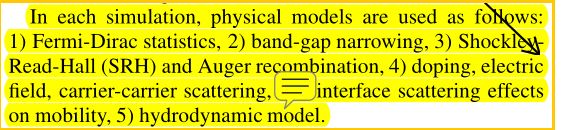 In each simulation, physical models are used as follows:
1) Fermi-Dirac statistics, 2) band-gap narrowing, 3) Shockley-
Read-Hall (SRH) and Auger recombination, 4) doping, electric
field, carrier-carrier scattering, interface scattering effects
on mobility, 5) hydrodynamic model.